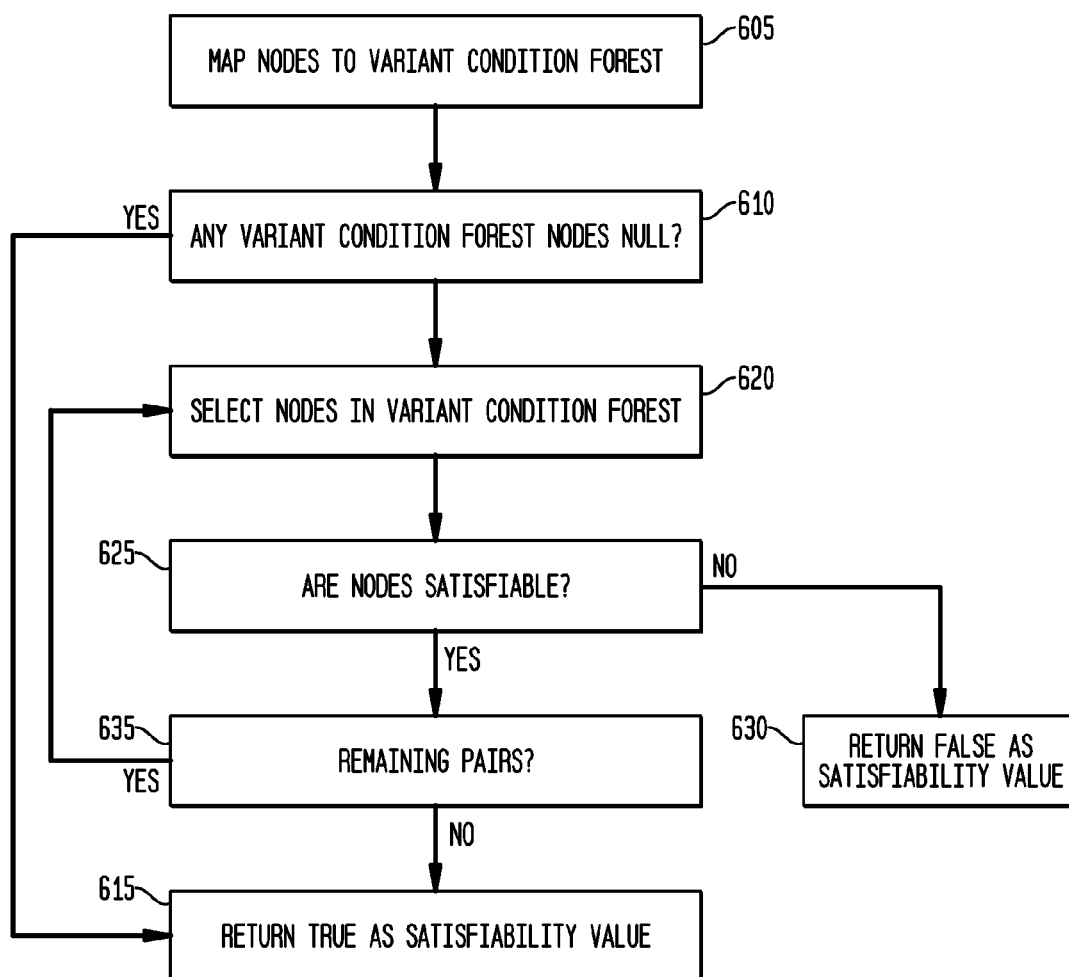 605
MAP NODES TO VARIANT CONDITION FOREST
610
YES
ANY VARIANT CONDITION FOREST NODES NULL?
620
SELECT NODES IN VARIANT CONDITION FOREST
625
ARE NODES SATISFIABLE?
NO
YES
635
REMAINING PAIRS?
YES
630
RETURN FALSE AS
SATISFIABILITY VALUE
NO
615
RETURN TRUE AS SATISFIABILITY VALUE